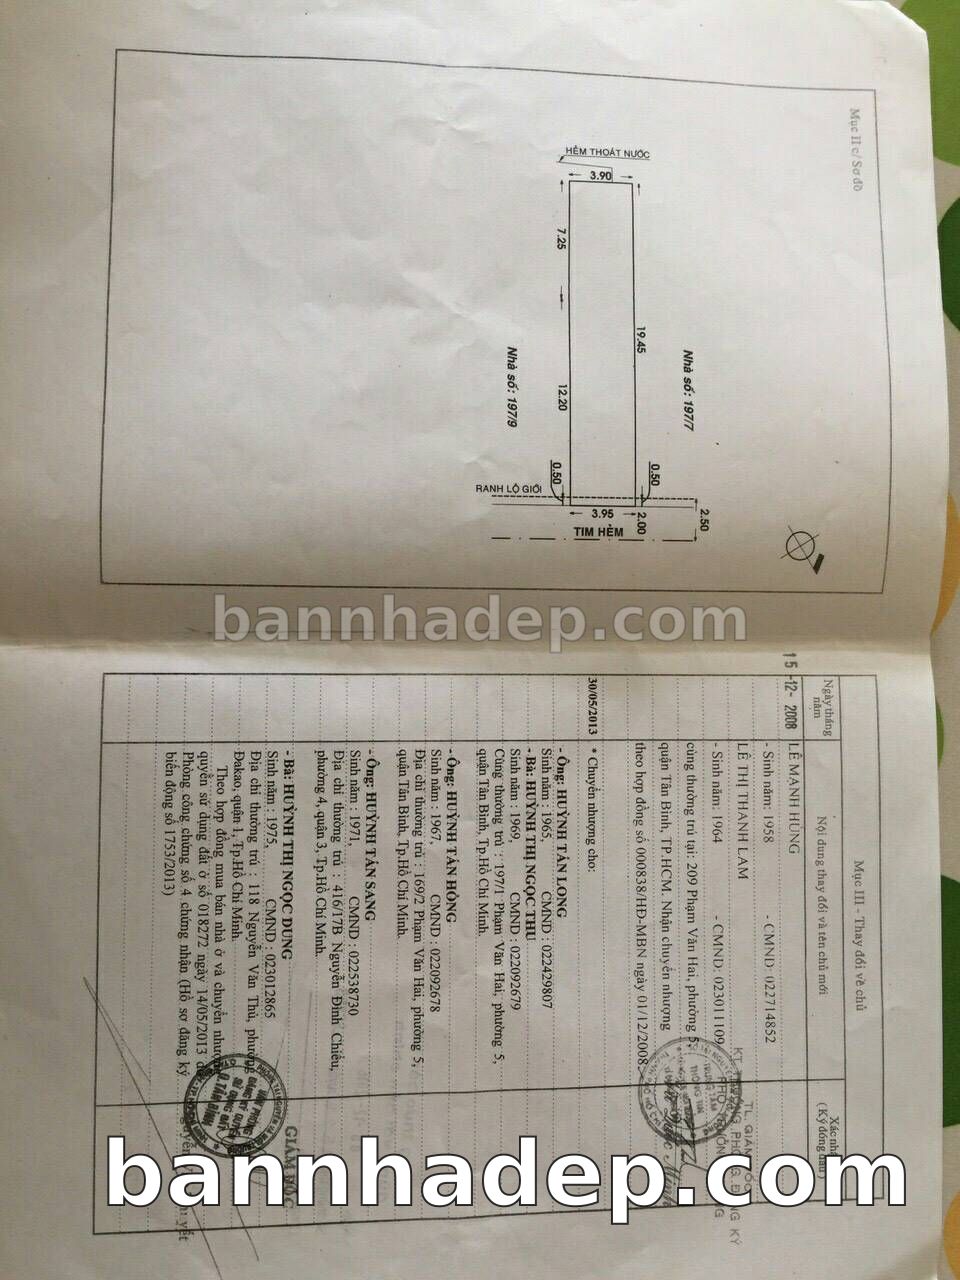 Mục II c/ Sơ đồ
HẺM THOÁT NƯỚC
3.90
7.25
19.45
12.20
Nhà số: 197/7
Nhà số: 197/9
0.50
0.50
RANH LỘ GIỚI
3.95
2.00
2.50
TIM HẺM
bannhadep.com
Mục III - Thay đổi về chủ
Ngày tháng năm
Nội dung thay đổi và tên chủ mới
Xác nhận
( Ký đóng dấu )
15 -12- 2008
LÊ MẠNH HÙNG
- Sinh năm: 1958 - CMND: 022714852
LÊ THỊ THANH LAM
- Sinh năm: 1964 - CMND: 023011109
cùng thường trú tại: 209 Phạm Văn Hai, phường 5,
quận Tân Bình, TP.HCM. Nhận chuyển nhượng
theo hợp đồng số 000838/HĐ-MBN ngày 01/12/2008
30/05/2013 * Chuyển nhượng cho:
- Ông: HUỲNH TẤN LONG
Sinh năm : 1965, CMND : 022429807
- Bà: HUỲNH THỊ NGỌC THU
Sinh năm : 1969, CMND : 022092679
Cùng thường trú : 197/1 Phạm Văn Hai, phường 5,
quận Tân Bình, Tp.Hồ Chí Minh.
- Ông: HUỲNH TẤN HỒNG
Sinh năm : 1967, CMND : 022092678
Địa chỉ thường trú : 169/2 Phạm Văn Hai, phường 5,
quận Tân Bình, Tp.Hồ Chí Minh.
- Ông: HUỲNH TẤN SANG
Sinh năm : 1971, CMND : 022538730
Địa chỉ thường trú : 416/17B Nguyễn Đình Chiểu,
phường 4, quận 3, Tp.Hồ Chí Minh.
- Bà: HUỲNH THỊ NGỌC DUNG
Sinh năm : 1975, CMND : 023012865
Địa chỉ thường trú : 118 Nguyễn Văn Thủ, phường
Đakao, quận 1, Tp.Hồ Chí Minh.
Theo hợp đồng mua bán nhà ở và chuyển nhượng
quyền sử dụng đất ở số 018272 ngày 14/05/2013 do
Phòng công chứng số 4 chứng nhận (Hồ sơ đăng ký
biến động số 1753/2013)
GIÁM ĐỐC
bannhadep.com